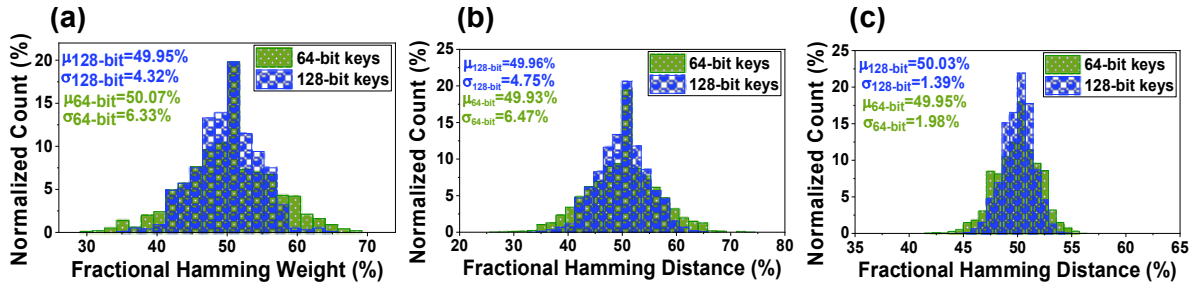 (a)
Normalized Count (%)
20
15
10
5
0
μ128-bit=49.95%
σ128-bit=4.32%
μ64-bit=50.07%
σ64-bit=6.33%
64-bit keys
128-bit keys
30 40 50 60 70
Fractional Hamming Weight (%)
(b)
Normalized Count (%)
25
20
15
10
5
0
μ128-bit=49.96%
σ128-bit=4.75%
μ64-bit=49.93%
σ64-bit=6.47%
64-bit keys
128-bit keys
20 30 40 50 60 70 80
Fractional Hamming Distance (%)
(c)
Normalized Count (%)
25
20
15
10
5
0
μ128-bit=50.03%
σ128-bit=1.39%
μ64-bit=49.95%
σ64-bit=1.98%
64-bit keys
128-bit keys
35 40 45 50 55 60 65
Fractional Hamming Distance (%)